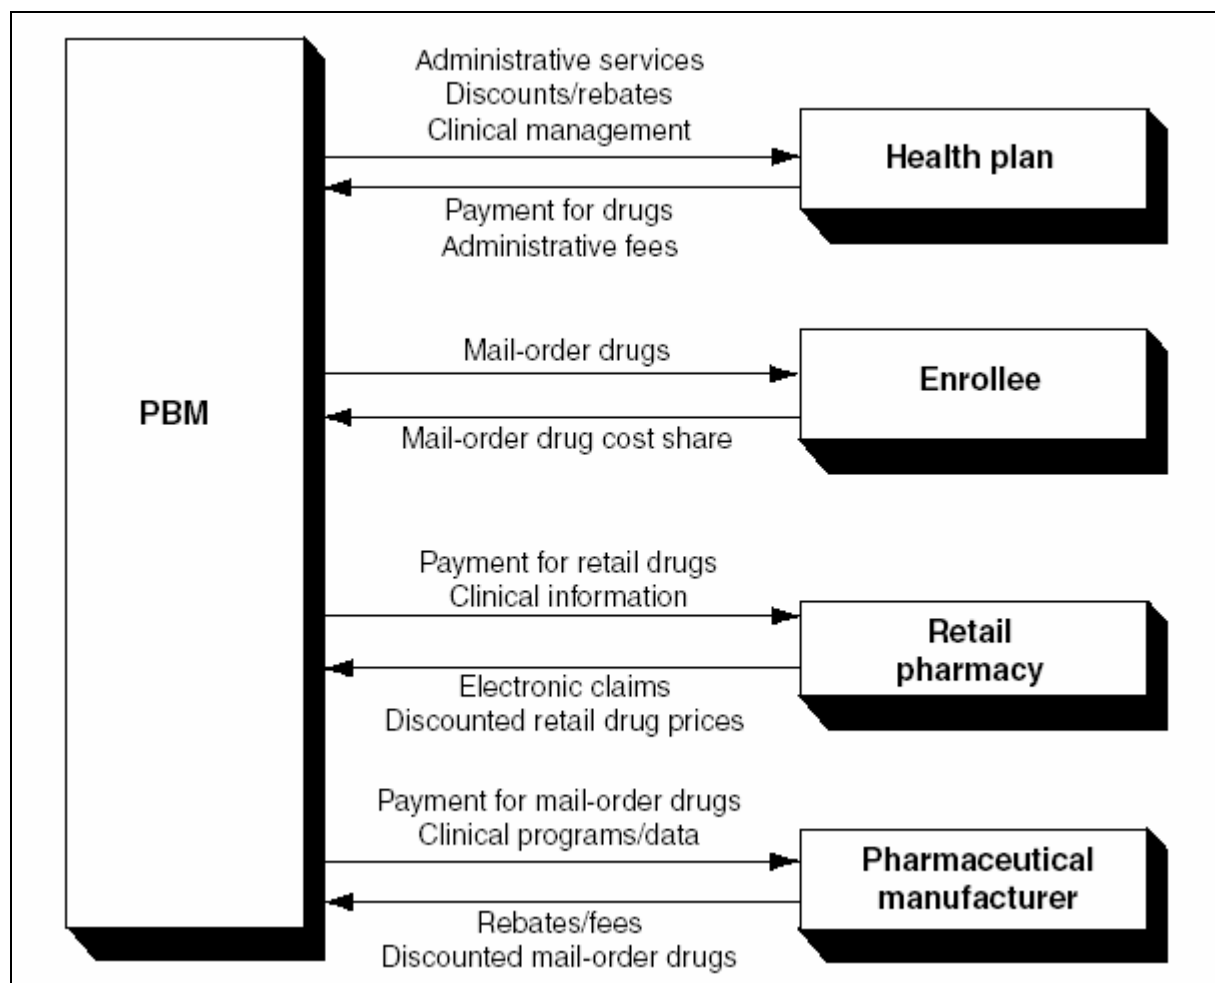 Administrative services
Discounts/rebates
Clinical management
Health plan
Payment for drugs
Administrative fees
Mail-order drugs
Enrollee
PBM
Mail-order drug cost share
Payment for retail drugs
Clinical information
Retail
pharmacy
Electronic claims
Discounted retail drug prices
Payment for mail-order drugs
Clinical programs/data
Pharmaceutical
manufacturer
Rebates/fees
Discounted mail-order drugs